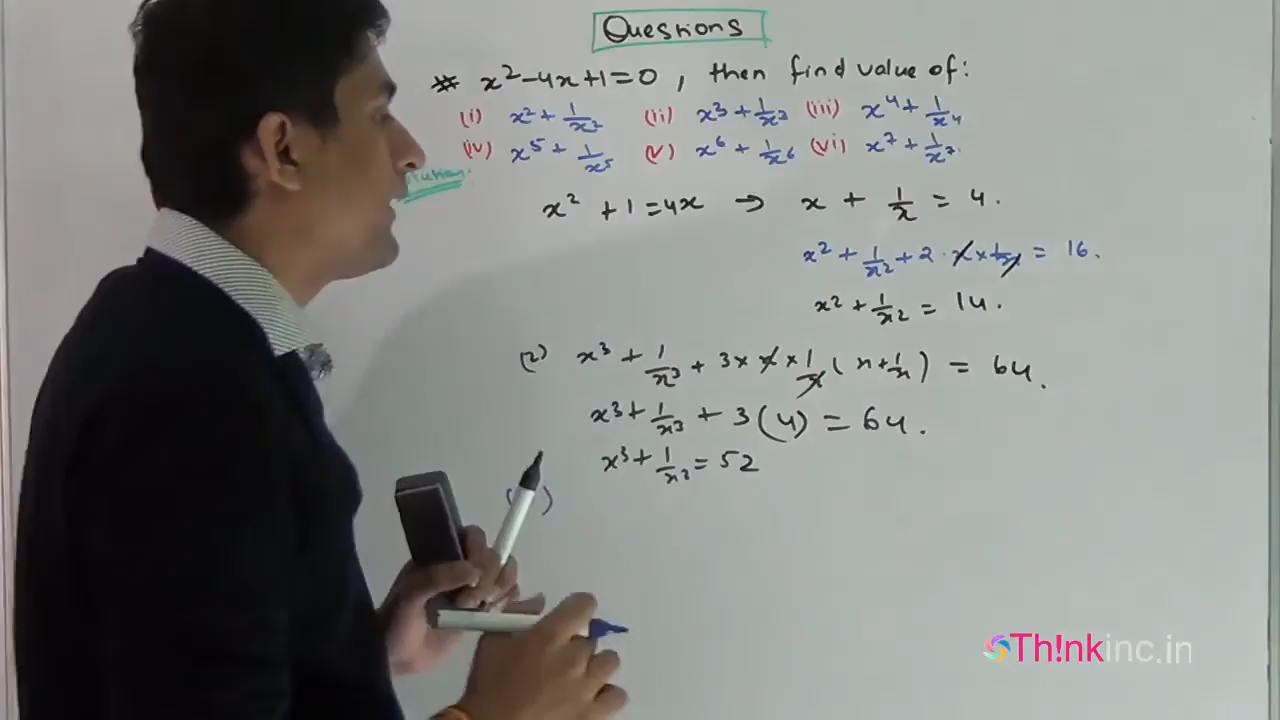 Questions
# x² - 4x + 1 = 0 , then find value of :
(i) x² + 1/x² (ii) x³ + 1/x³ (iii) x⁴ + 1/x⁴
(iv) x⁵ + 1/x⁵ (v) x⁶ + 1/x⁶ (vi) x⁷ + 1/x⁷.
x² + 1 = 4x → x + 1/x = 4 .
x² + 1/x² + 2 . x × 1/x = 16 .
x² + 1/x² = 14 .
(2) x³ + 1/x³ + 3 × x × 1/x ( x + 1/x ) = 64 .
x³ + 1/x³ + 3 ( 4 ) = 64 .
x³ + 1/x³ = 52
( )
Th!nkinc.in